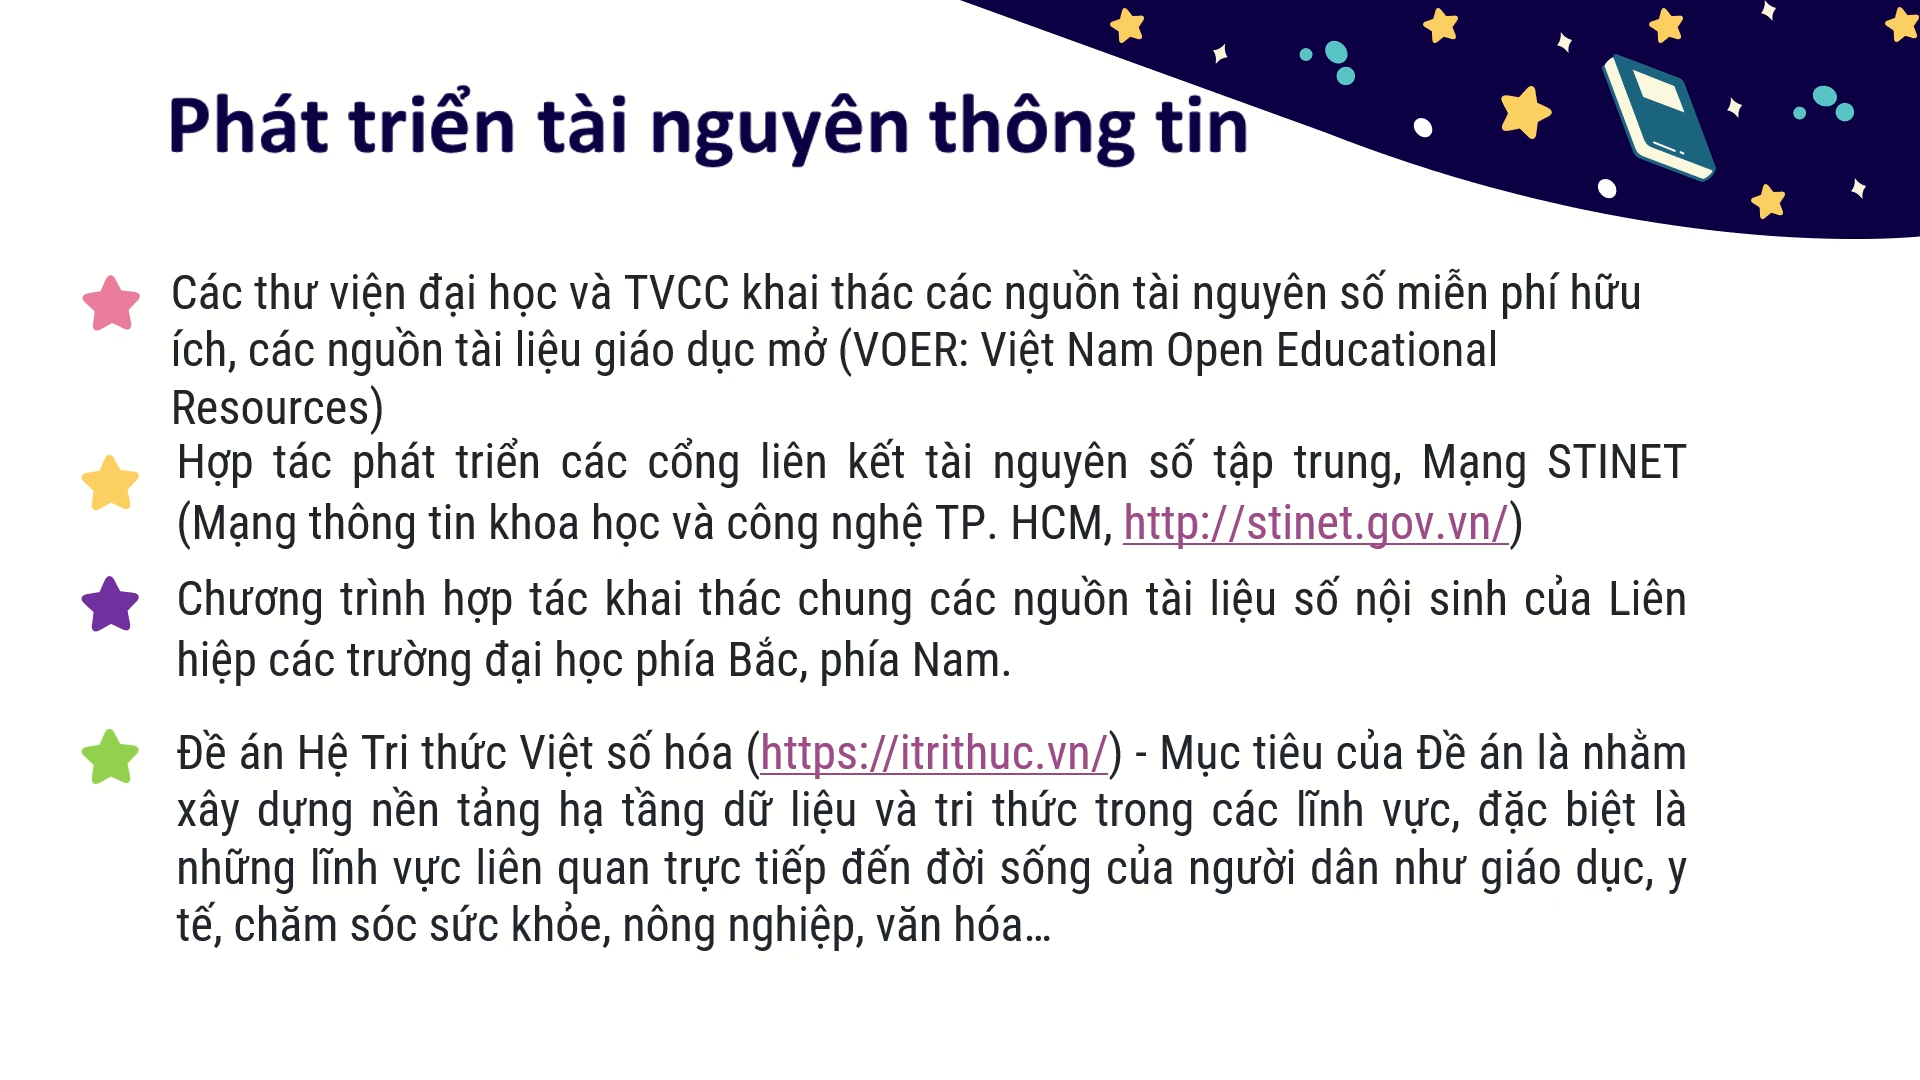 Phát triển tài nguyên thông tin
Các thư viện đại học và TVCC khai thác các nguồn tài nguyên số miễn phí hữu
ích, các nguồn tài liệu giáo dục mở (VOER: Việt Nam Open Educational
Resources)
Hợp tác phát triển các cổng liên kết tài nguyên số tập trung, Mạng STINET
(Mạng thông tin khoa học và công nghệ TP. HCM, http://stinet.gov.vn/)
Chương trình hợp tác khai thác chung các nguồn tài liệu số nội sinh của Liên
hiệp các trường đại học phía Bắc, phía Nam.
Đề án Hệ Tri thức Việt số hóa (https://itrithuc.vn/) - Mục tiêu của Đề án là nhằm
xây dựng nền tảng hạ tầng dữ liệu và tri thức trong các lĩnh vực, đặc biệt là
những lĩnh vực liên quan trực tiếp đến đời sống của người dân như giáo dục, y
tế, chăm sóc sức khỏe, nông nghiệp, văn hóa…